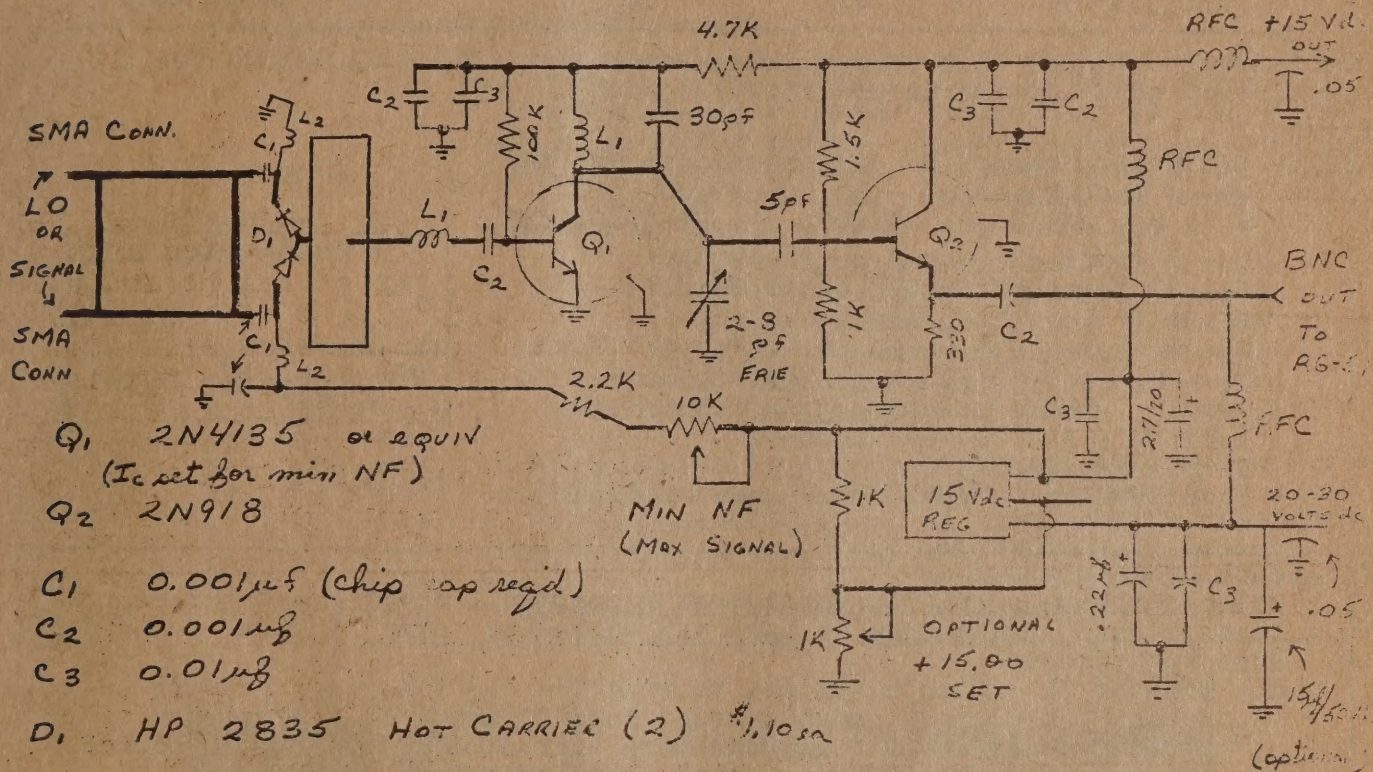 4.7K
RFC +15 Vdc
OUT
.05
C2
C3
100K
L1
30pf
1.5K
C3
C2
RFC
SMA CONN.
C1
L2
LO
OR
SIGNAL
D1
L1
C2
Q1
5pf
Q2
BNC
OUT
TO
SMA
CONN
C1
L2
2-8
pf
ERIE
1K
330
C2
2.2K
10K
C3
2.7/20
+
RFC
Q1 2N4135 or equiv
(Ic set for min NF)
Q2 2N918
MIN NF
(MAX SIGNAL)
1K
15 Vdc
REG
20-30
VOLTS dc
C1 0.001µf (chip cap reqd)
C2 0.001µf
C3 0.01µf
1K
OPTIONAL
+15.00
SET
.22µf
+
C3
+
.05
D1 HP 2835 HOT CARRIER (2) $1.10 ea